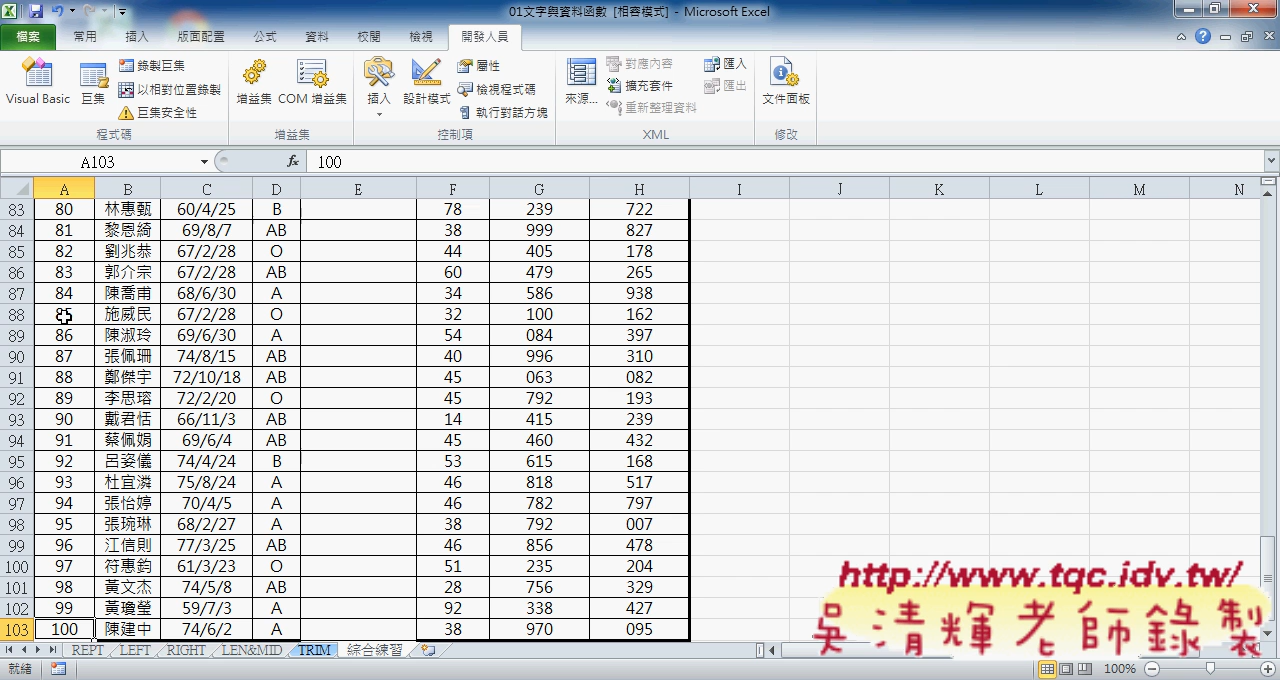 01文字與資料函數 [相容模式] - Microsoft Excel
檔案 常用 插入 版面配置 公式 資料 校閱 檢視 開發人員
Visual Basic 巨集 錄製巨集 以相對位置錄製 巨集安全性 增益集 COM 增益集 插入 設計模式 屬性 檢視程式碼 執行對話方塊 來源... 對應內容 擴充套件 重新整理資料 匯入 匯出 文件面板
程式碼 增益集 控制項 XML 修改
A103 fx 100
A B C D E F G H I J K L M N
83 80 林惠甄 60/4/25 B 78 239 722
84 81 黎恩綺 69/8/7 AB 38 999 827
85 82 劉兆恭 67/2/28 O 44 405 178
86 83 郭介宗 67/2/28 AB 60 479 265
87 84 陳喬甫 68/6/30 A 34 586 938
88 85 施威民 67/2/28 O 32 100 162
89 86 陳淑玲 69/6/30 A 54 084 397
90 87 張佩珊 74/8/15 AB 40 996 310
91 88 鄭傑宇 72/10/18 AB 45 063 082
92 89 李思瑢 72/2/20 O 45 792 193
93 90 戴君恬 66/11/3 AB 14 415 239
94 91 蔡佩娟 69/6/4 AB 45 460 432
95 92 呂姿儀 74/4/24 B 53 615 168
96 93 杜宜潾 75/8/24 A 46 818 517
97 94 張怡婷 70/4/5 A 46 782 797
98 95 張琬琳 68/2/27 A 38 792 007
99 96 江信則 77/3/25 AB 46 856 478
100 97 符惠鈞 61/3/23 O 51 235 204
101 98 黃文杰 74/5/8 AB 28 756 329
102 99 黃瓊瑩 59/7/3 A 92 338 427
103 100 陳建中 74/6/2 A 38 970 095
http://www.tqc.idv.tw/
吳清輝老師錄製
REPT LEFT RIGHT LEN&MID TRIM 綜合練習
就緒 100%